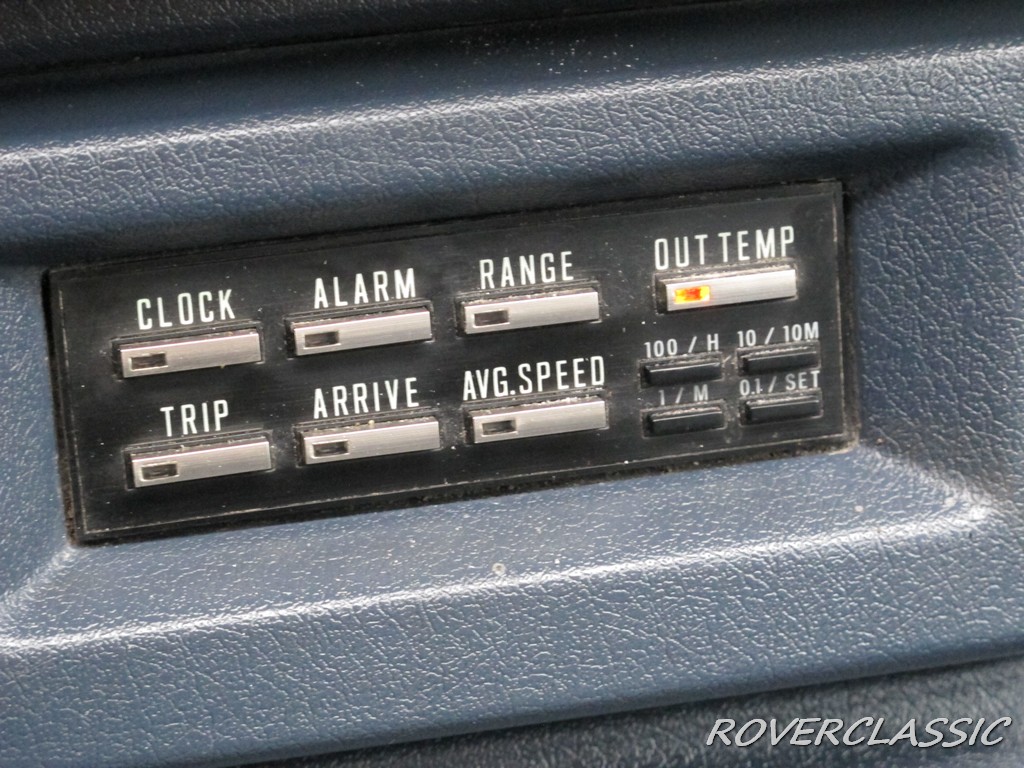 CLOCK ALARM RANGE OUT TEMP
100 / H 10 / 10M
TRIP ARRIVE AVG.SPEED 1 / M 0.1 / SET
ROVERCLASSIC